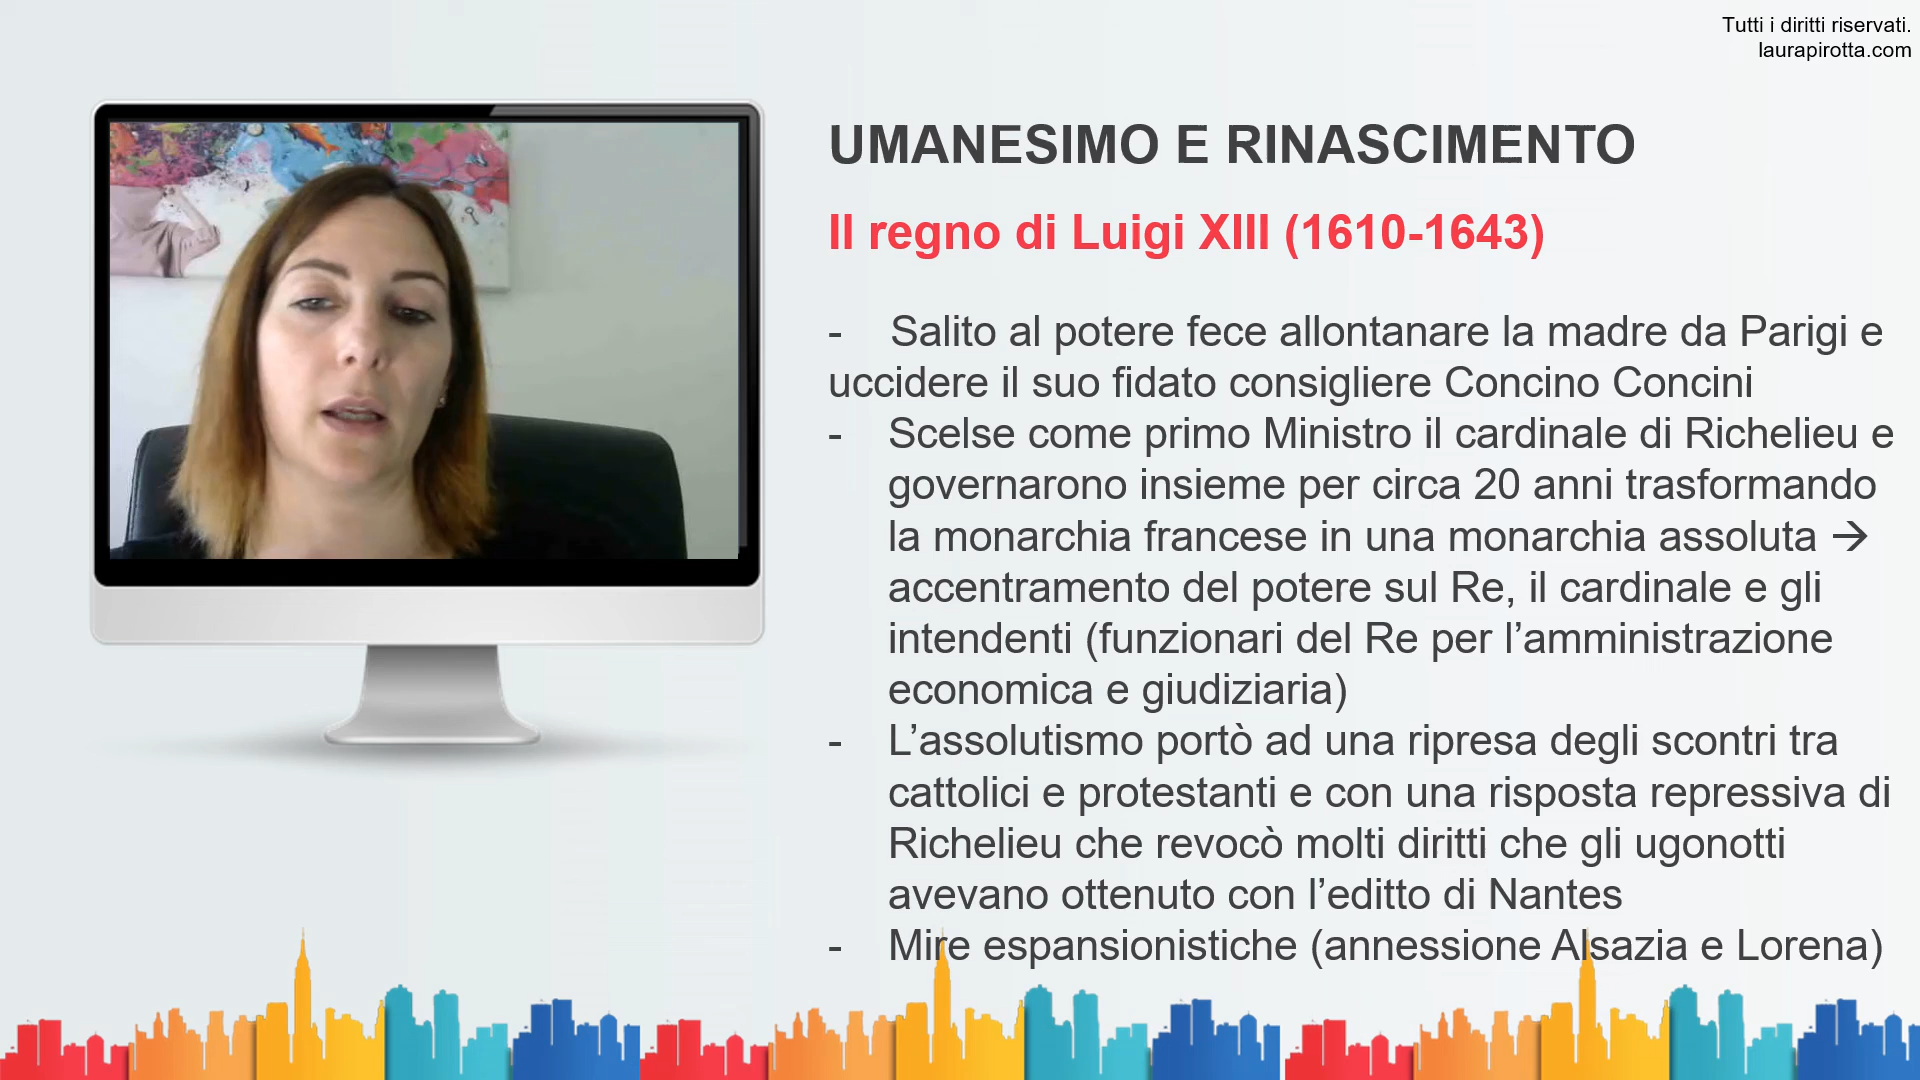 Tutti i diritti riservati.
laurapirotta.com
UMANESIMO E RINASCIMENTO
Il regno di Luigi XIII (1610-1643)
- Salito al potere fece allontanare la madre da Parigi e
uccidere il suo fidato consigliere Concino Concini
- Scelse come primo Ministro il cardinale di Richelieu e
governarono insieme per circa 20 anni trasformando
la monarchia francese in una monarchia assoluta →
accentramento del potere sul Re, il cardinale e gli
intendenti (funzionari del Re per l’amministrazione
economica e giudiziaria)
- L’assolutismo portò ad una ripresa degli scontri tra
cattolici e protestanti e con una risposta repressiva di
Richelieu che revocò molti diritti che gli ugonotti
avevano ottenuto con l’editto di Nantes
- Mire espansionistiche (annessione Alsazia e Lorena)